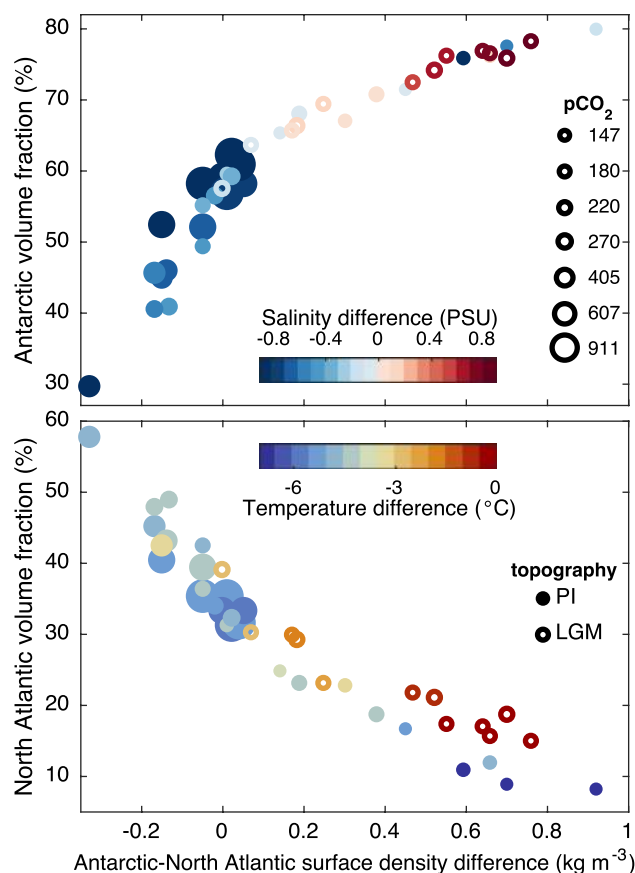 80
70
60
50
40
30
Antarctic volume fraction (%)
pCO2
147
180
220
270
405
607
911
Salinity difference (PSU)
-0.8 -0.4 0 0.4 0.8
60
50
40
30
20
10
North Atlantic volume fraction (%)
-6 -3 0
Temperature difference (°C)
topography
PI
LGM
-0.2 0 0.2 0.4 0.6 0.8 1
Antarctic-North Atlantic surface density difference (kg m-3)